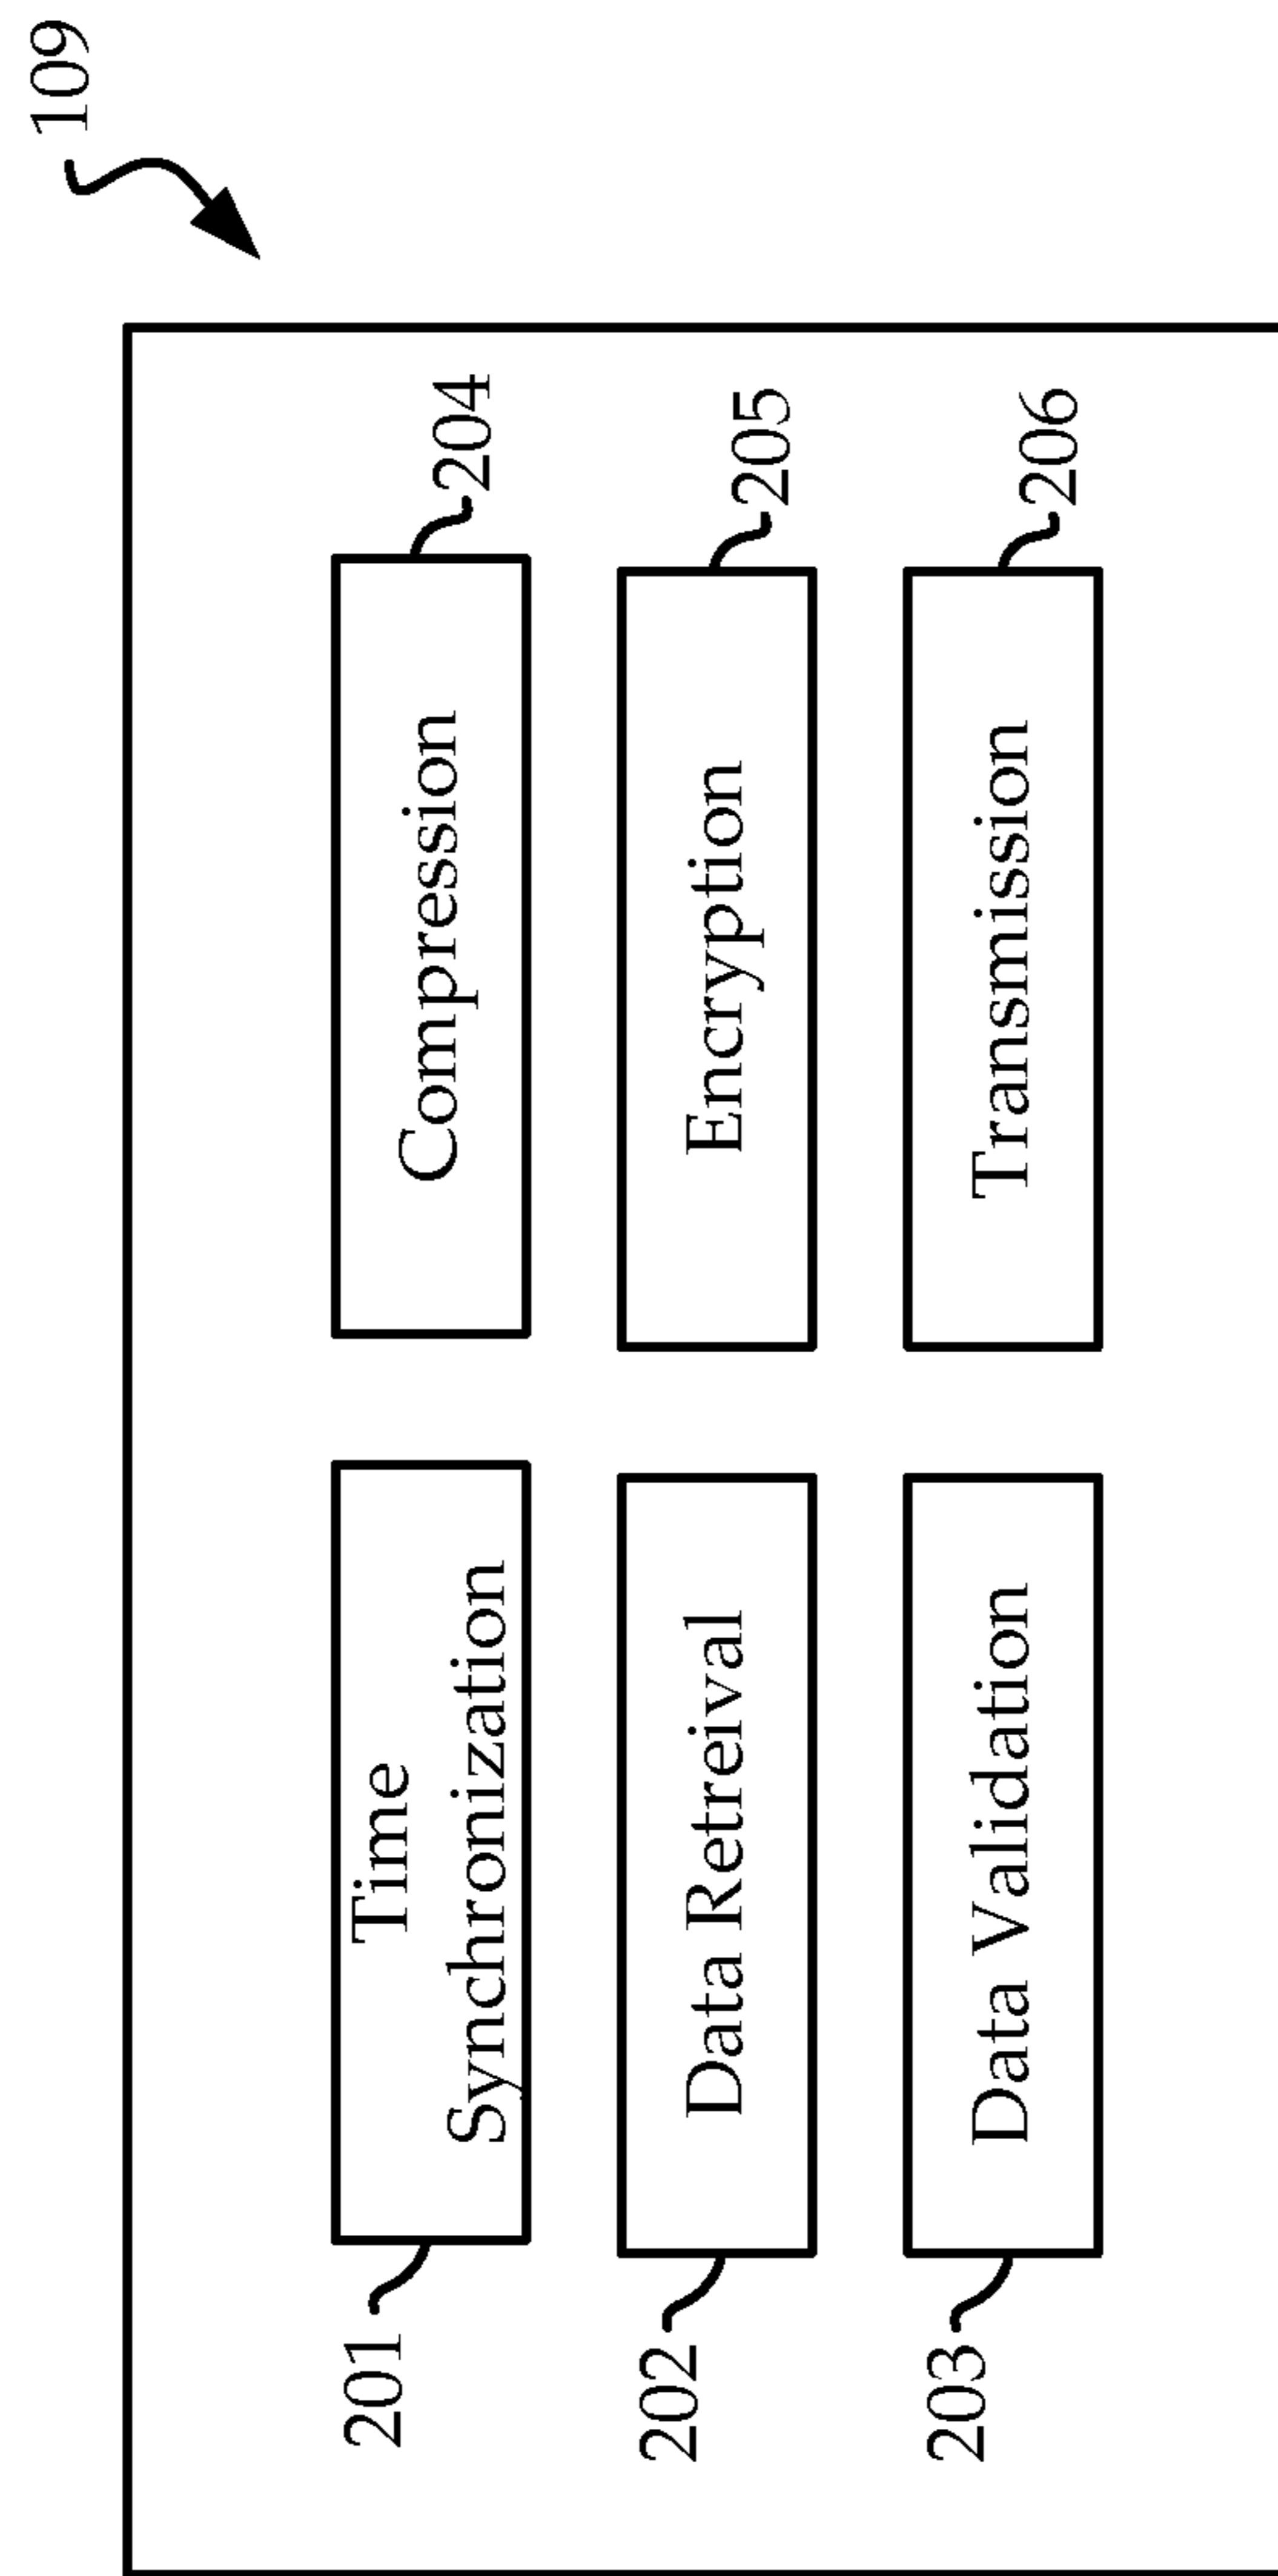 109
201
Time
Synchronization
Compression
204
202
Data Retreival
Encryption
205
203
Data Validation
Transmission
206